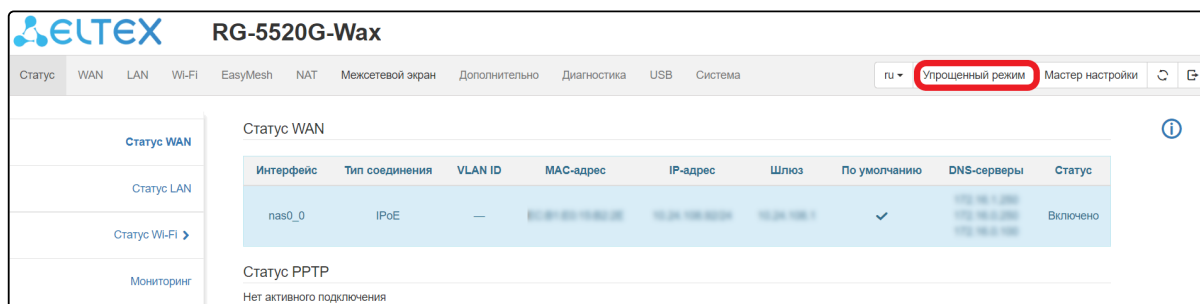 ELTEX RG-5520G-Wax
Статус WAN LAN Wi-Fi EasyMesh NAT Межсетевой экран Дополнительно Диагностика USB Система ru Упрощенный режим Мастер настройки
Статус WAN
Статус LAN
Статус Wi-Fi
Мониторинг
Статус WAN
Интерфейс Тип соединения VLAN ID MAC-адрес IP-адрес Шлюз По умолчанию DNS-серверы Статус
nas0_0 IPoE — Включено
Статус PPTP
Нет активного подключения